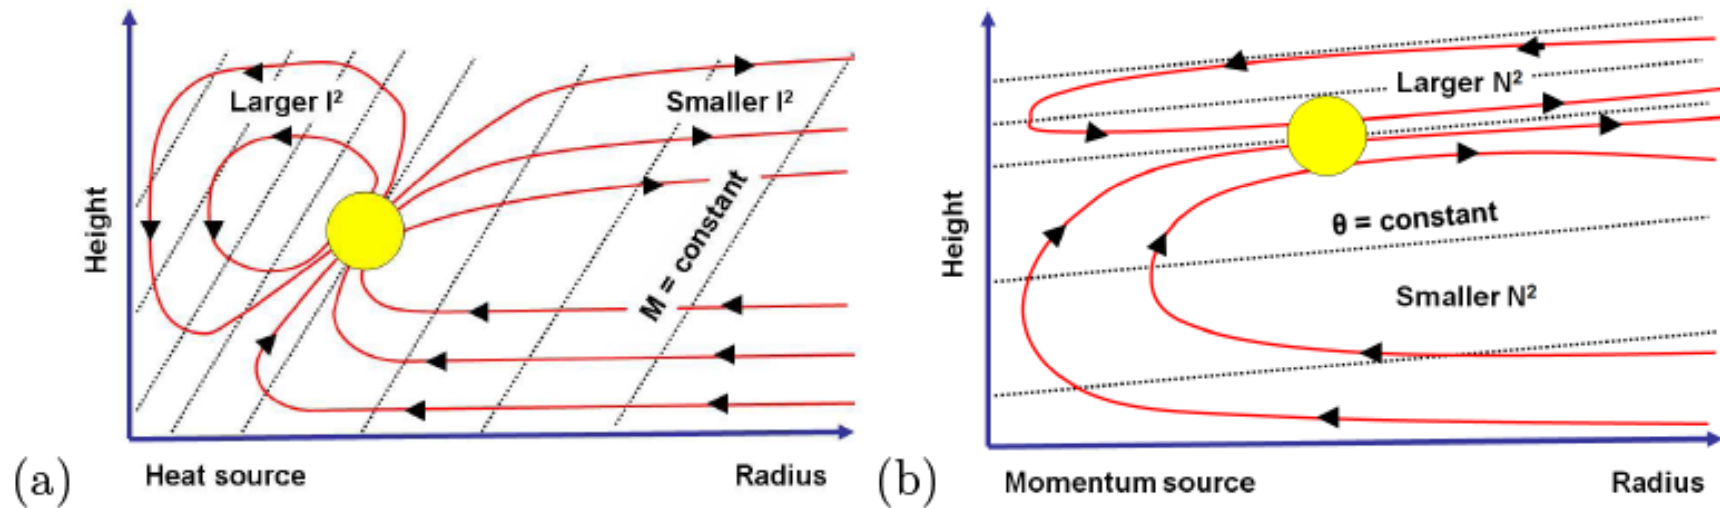 Larger I²
Smaller I²
M = constant
Height
(a)
Heat source
Radius
Larger N²
θ = constant
Smaller N²
Height
(b)
Momentum source
Radius